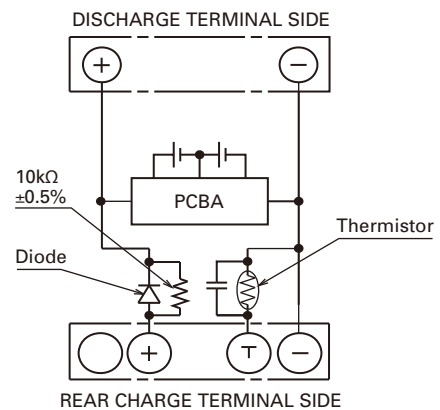 DISCHARGE TERMINAL SIDE
+ −
10kΩ
±0.5%
PCBA
Thermistor
Diode
+ T −
REAR CHARGE TERMINAL SIDE